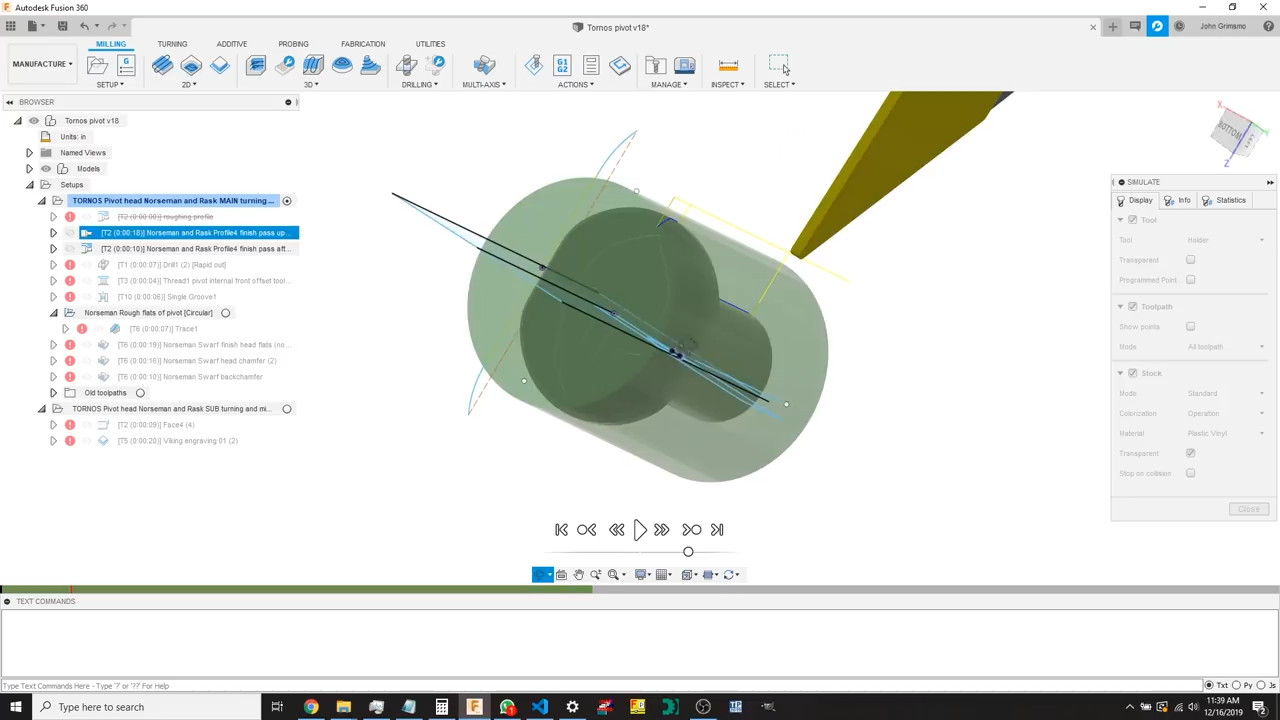 Autodesk Fusion 360
Tornos pivot v18*
John Grimsmo
MILLING TURNING ADDITIVE PROBING FABRICATION UTILITIES
MANUFACTURE
SETUP 2D 3D DRILLING MULTI-AXIS ACTIONS MANAGE INSPECT SELECT
G1
G2
BROWSER
Tornos pivot v18
Units: in
Named Views
Models
Setups
TORNOS Pivot head Norseman and Rask MAIN turning ...
[T2 (0:00:00)] roughing profile
[T2 (0:00:18)] Norseman and Rask Profile4 finish pass up...
[T2 (0:00:10)] Norseman and Rask Profile4 finish pass aft...
[T1 (0:00:07)] Drill1 (2) [Rapid out]
[T3 (0:00:04)] Thread1 pivot internal front offset tool...
[T10 (0:00:06)] Single Groove1
Norseman Rough flats of pivot [Circular]
[T6 (0:00:07)] Trace1
[T6 (0:00:19)] Norseman Swarf finish head flats (no...
[T6 (0:00:16)] Norseman Swarf head chamfer (2)
[T6 (0:00:10)] Norseman Swarf backchamfer
Old toolpaths
TORNOS Pivot head Norseman and Rask SUB turning and mi...
[T2 (0:00:09)] Face4 (4)
[T5 (0:00:20)] Viking engraving 01 (2)
X
BOTTOM
LEFT
Z
SIMULATE
Display Info Statistics
Tool
Tool Holder
Transparent
Programmed Point
Toolpath
Show points
Mode All toolpath
Stock
Mode Standard
Colorization Operation
Material Plastic Vinyl
Transparent
Stop on collision
Close
TEXT COMMANDS
Type Text Commands Here - Type '?' or '??' For Help
Txt Py Js
Type here to search
11:39 AM
12/16/2019